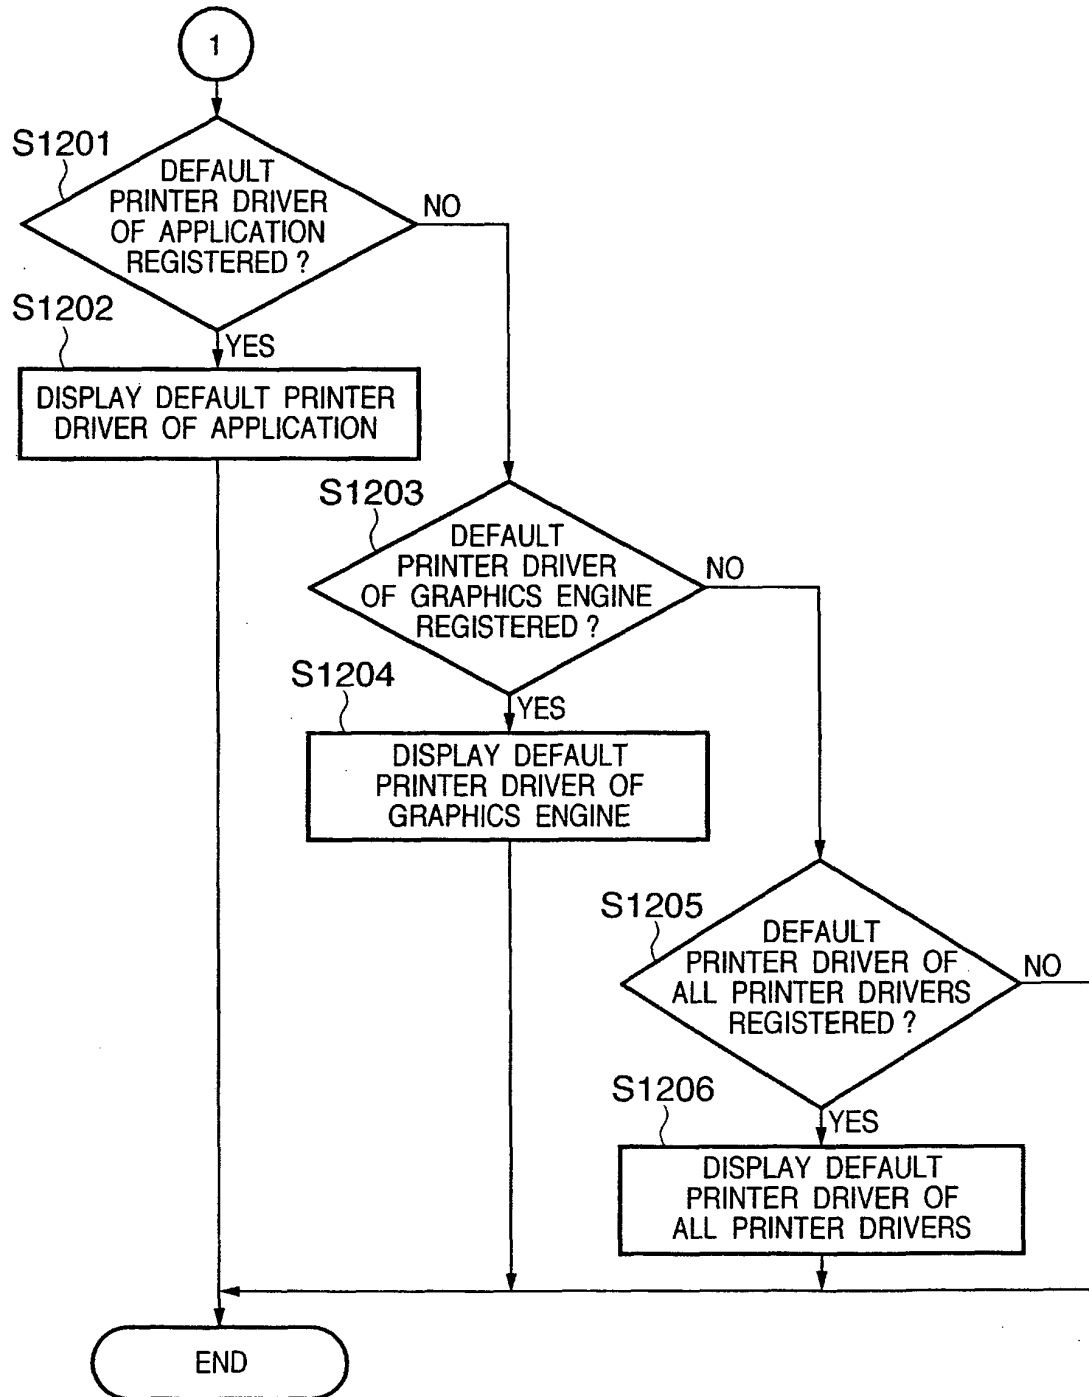 1
S1201
DEFAULT
PRINTER DRIVER
OF APPLICATION
REGISTERED ?
NO
S1202
YES
DISPLAY DEFAULT PRINTER
DRIVER OF APPLICATION
S1203
DEFAULT
PRINTER DRIVER
OF GRAPHICS ENGINE
REGISTERED ?
NO
S1204
YES
DISPLAY DEFAULT
PRINTER DRIVER OF
GRAPHICS ENGINE
S1205
DEFAULT
PRINTER DRIVER OF
ALL PRINTER DRIVERS
REGISTERED ?
NO
S1206
YES
DISPLAY DEFAULT
PRINTER DRIVER OF
ALL PRINTER DRIVERS
END